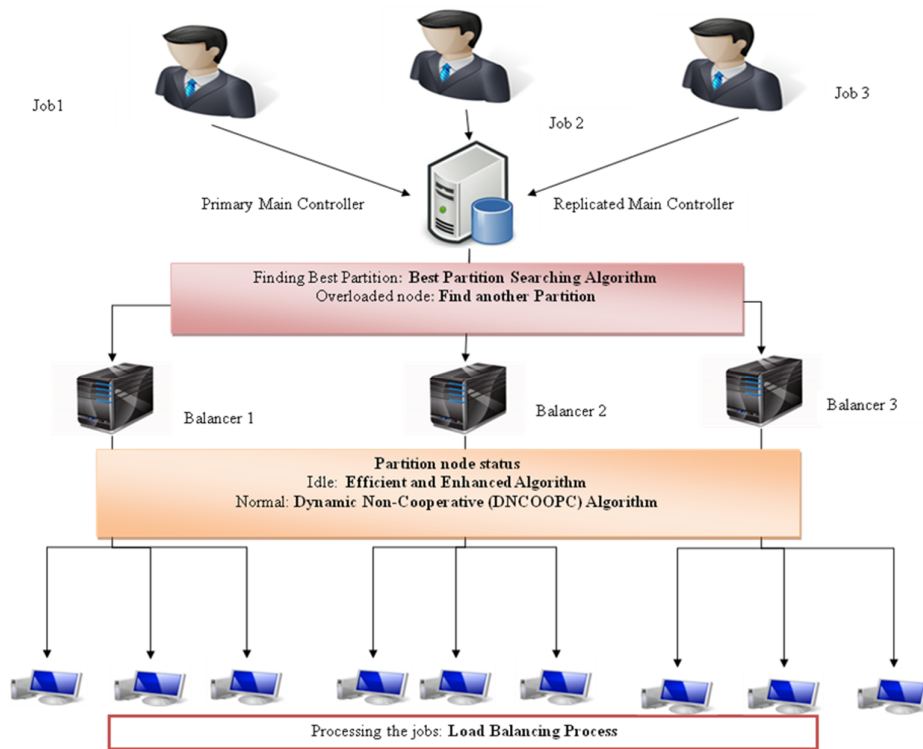 Job1
Job 2
Job 3
Primary Main Controller
Replicated Main Controller
Finding Best Partition: Best Partition Searching Algorithm
Overloaded node: Find another Partition
Balancer 1
Balancer 2
Balancer 3
Partition node status
Idle: Efficient and Enhanced Algorithm
Normal: Dynamic Non-Cooperative (DNCOOPC) Algorithm
Processing the jobs: Load Balancing Process